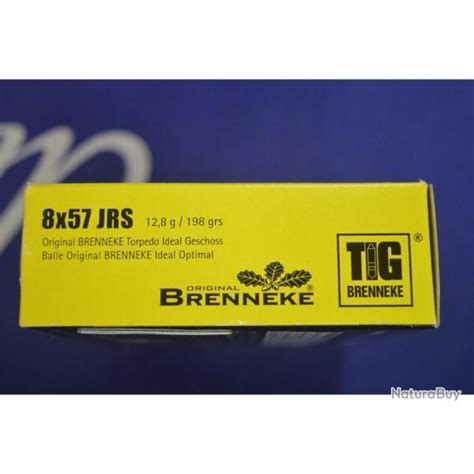 8x57 JRS 12,8 g / 198 grs
Original BRENNEKE Torpedo Ideal Geschoss
Balle Original BRENNEKE Ideal Optimal
ORIGINAL
BRENNEKE®
TIG®
BRENNEKE
NaturaBuy